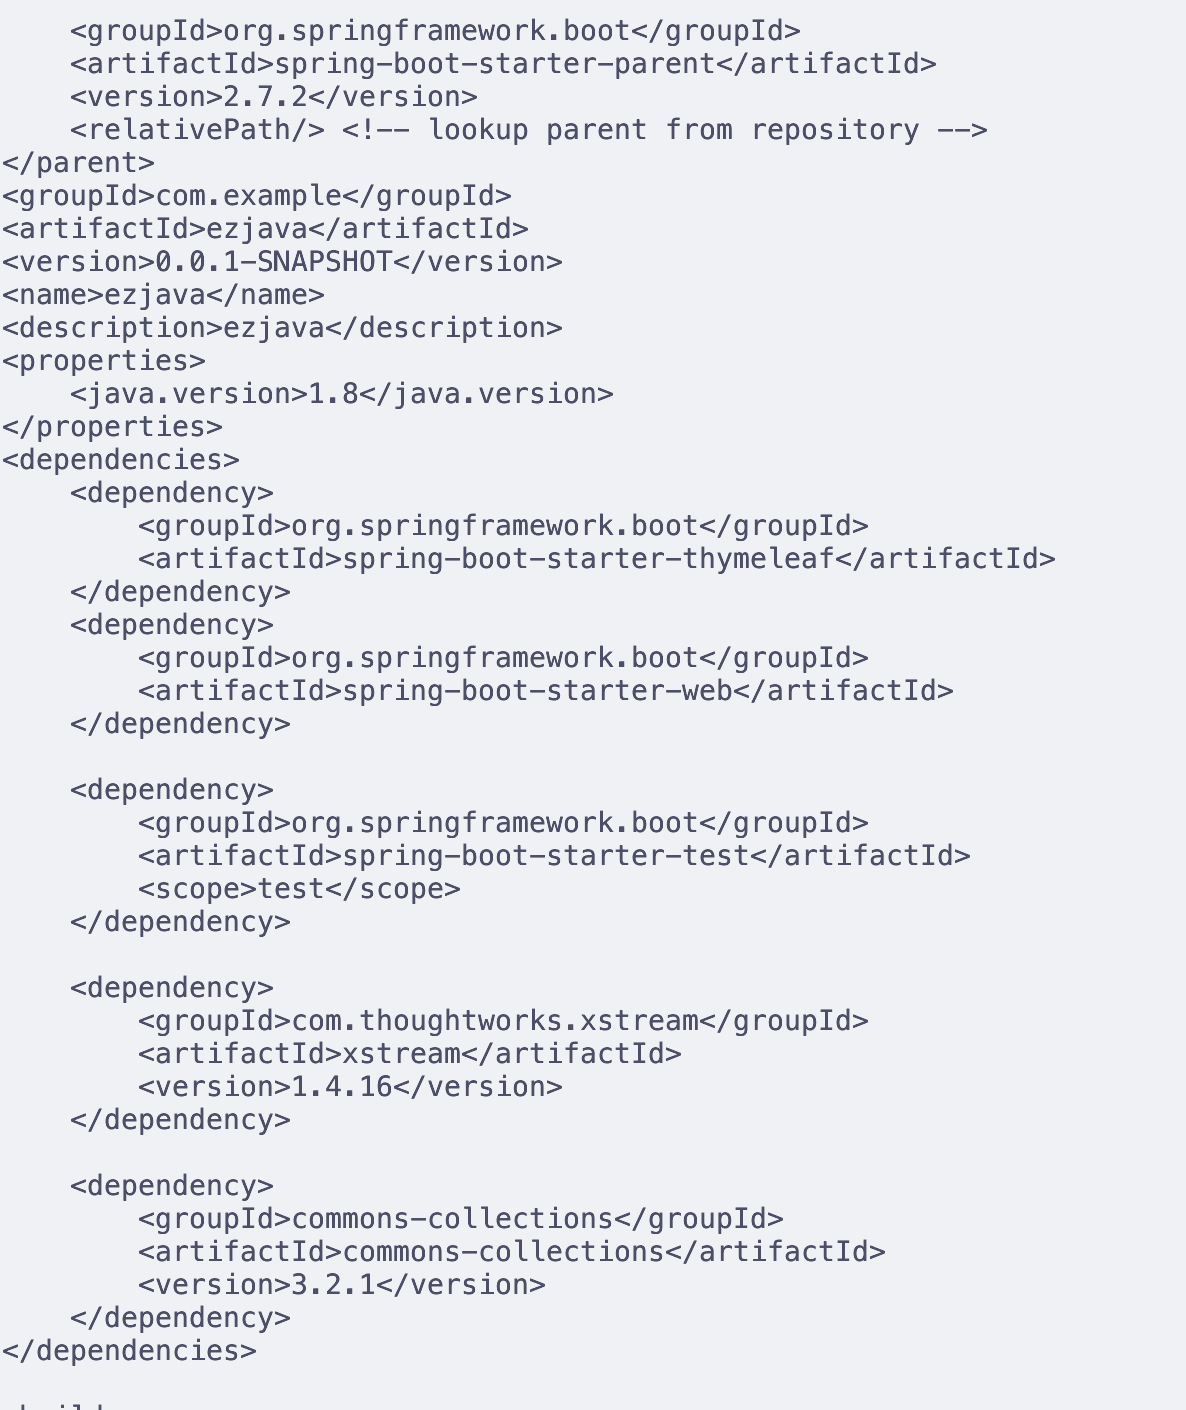 <groupId>org.springframework.boot</groupId>
<artifactId>spring-boot-starter-parent</artifactId>
<version>2.7.2</version>
<relativePath/> <!-- lookup parent from repository -->
</parent>
<groupId>com.example</groupId>
<artifactId>ezjava</artifactId>
<version>0.0.1-SNAPSHOT</version>
<name>ezjava</name>
<description>ezjava</description>
<properties>
<java.version>1.8</java.version>
</properties>
<dependencies>
<dependency>
<groupId>org.springframework.boot</groupId>
<artifactId>spring-boot-starter-thymeleaf</artifactId>
</dependency>
<dependency>
<groupId>org.springframework.boot</groupId>
<artifactId>spring-boot-starter-web</artifactId>
</dependency>
<dependency>
<groupId>org.springframework.boot</groupId>
<artifactId>spring-boot-starter-test</artifactId>
<scope>test</scope>
</dependency>
<dependency>
<groupId>com.thoughtworks.xstream</groupId>
<artifactId>xstream</artifactId>
<version>1.4.16</version>
</dependency>
<dependency>
<groupId>commons-collections</groupId>
<artifactId>commons-collections</artifactId>
<version>3.2.1</version>
</dependency>
</dependencies>